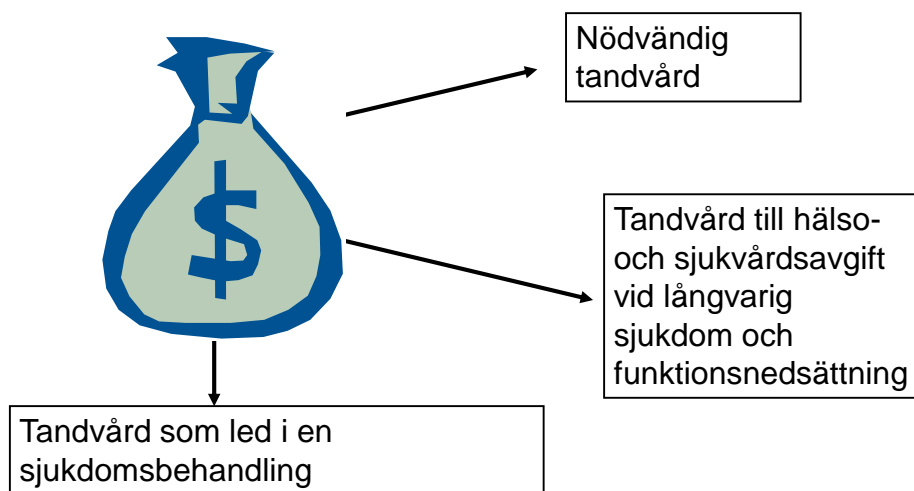 Nödvändig
tandvård
$
Tandvård till hälso-
och sjukvårdsavgift
vid långvarig
sjukdom och
funktionsnedsättning
Tandvård som led i en
sjukdomsbehandling